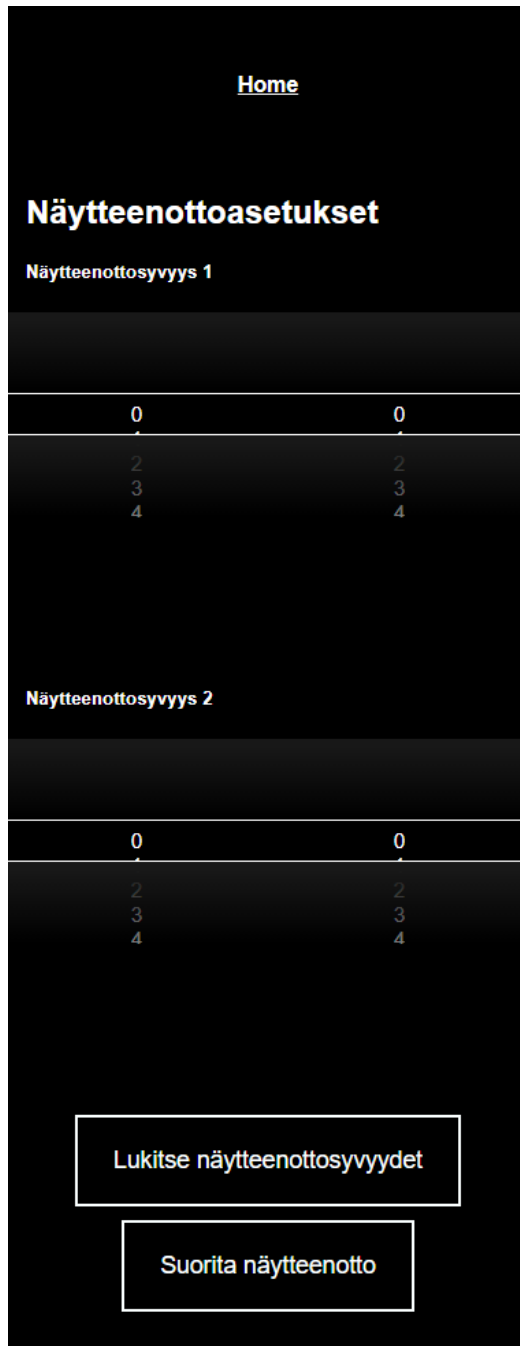 Home
Näytteenottoasetukset
Näytteenottosyvyys 1
0 0
2 2
3 3
4 4
Näytteenottosyvyys 2
0 0
2 2
3 3
4 4
Lukitse näytteenottosyvyydet
Suorita näytteenotto